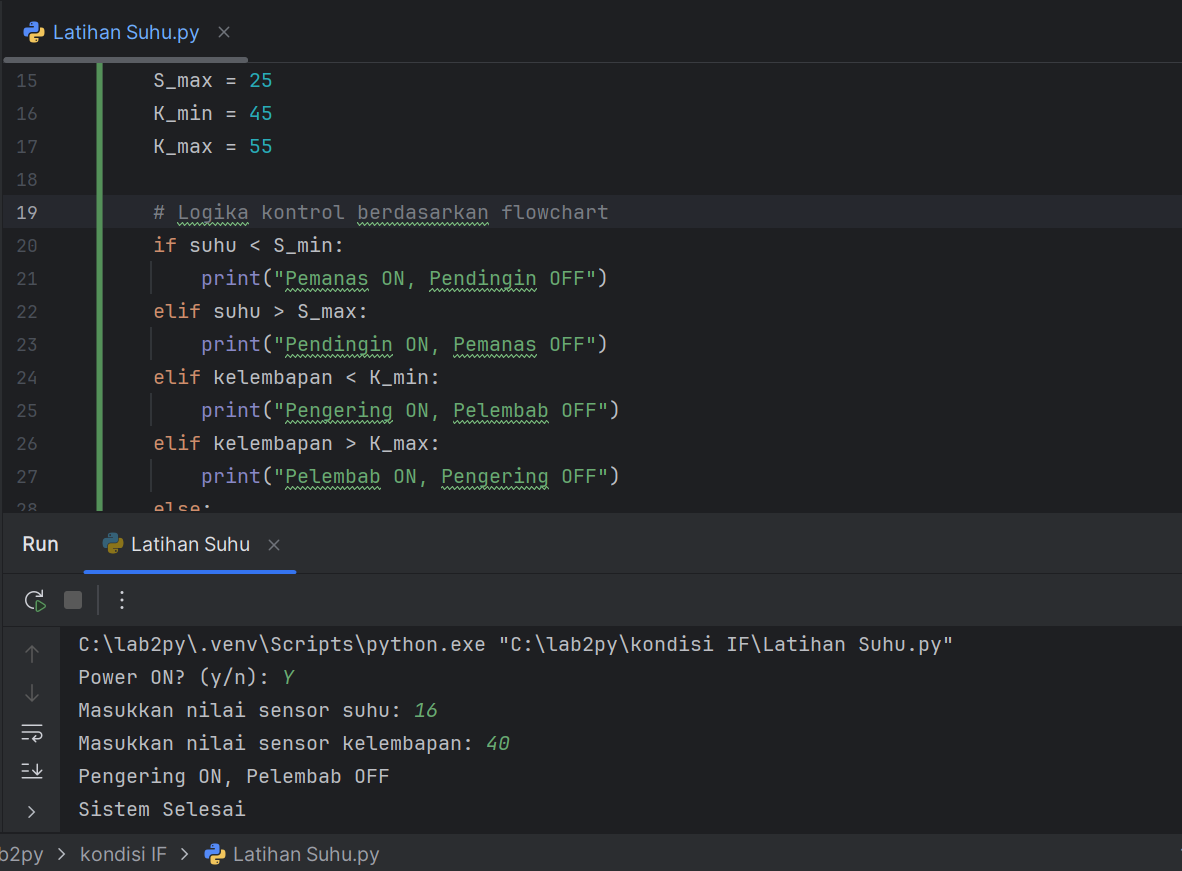 Latihan Suhu.py
15 S_max = 25
16 K_min = 45
17 K_max = 55
18
19 # Logika kontrol berdasarkan flowchart
20 if suhu < S_min:
21 print("Pemanas ON, Pendingin OFF")
22 elif suhu > S_max:
23 print("Pendingin ON, Pemanas OFF")
24 elif kelembapan < K_min:
25 print("Pengering ON, Pelembab OFF")
26 elif kelembapan > K_max:
27 print("Pelembab ON, Pengering OFF")
28 else:
Run Latihan Suhu
C:\lab2py\.venv\Scripts\python.exe "C:\lab2py\kondisi IF\Latihan Suhu.py"
Power ON? (y/n): Y
Masukkan nilai sensor suhu: 16
Masukkan nilai sensor kelembapan: 40
Pengering ON, Pelembab OFF
Sistem Selesai
b2py > kondisi IF > Latihan Suhu.py